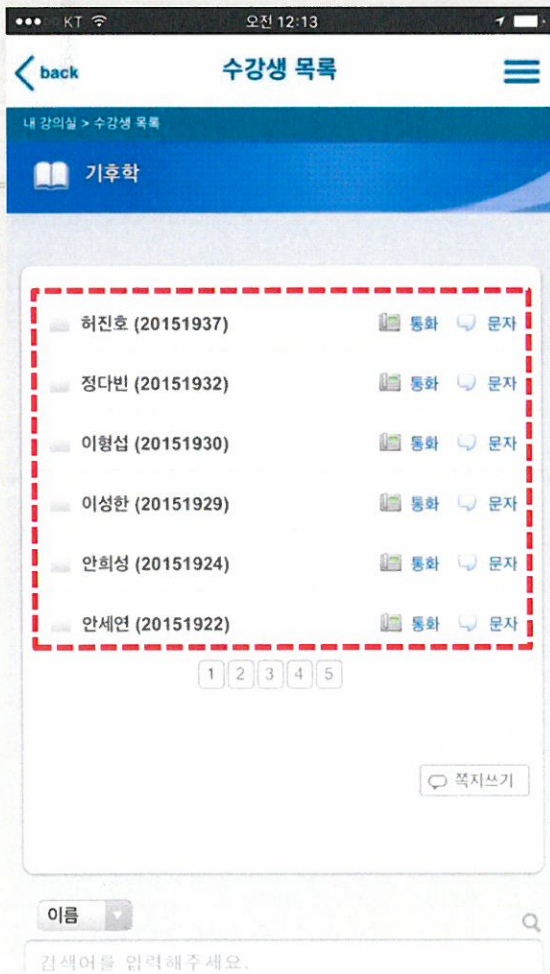 KT 오전 12:13
back 수강생 목록
내 강의실 > 수강생 목록
기후학
허진호 (20151937) 통화 문자
정다빈 (20151932) 통화 문자
이형섭 (20151930) 통화 문자
이성한 (20151929) 통화 문자
안희성 (20151924) 통화 문자
안세연 (20151922) 통화 문자
1 2 3 4 5
쪽지쓰기
이름
검색어를 입력해주세요.